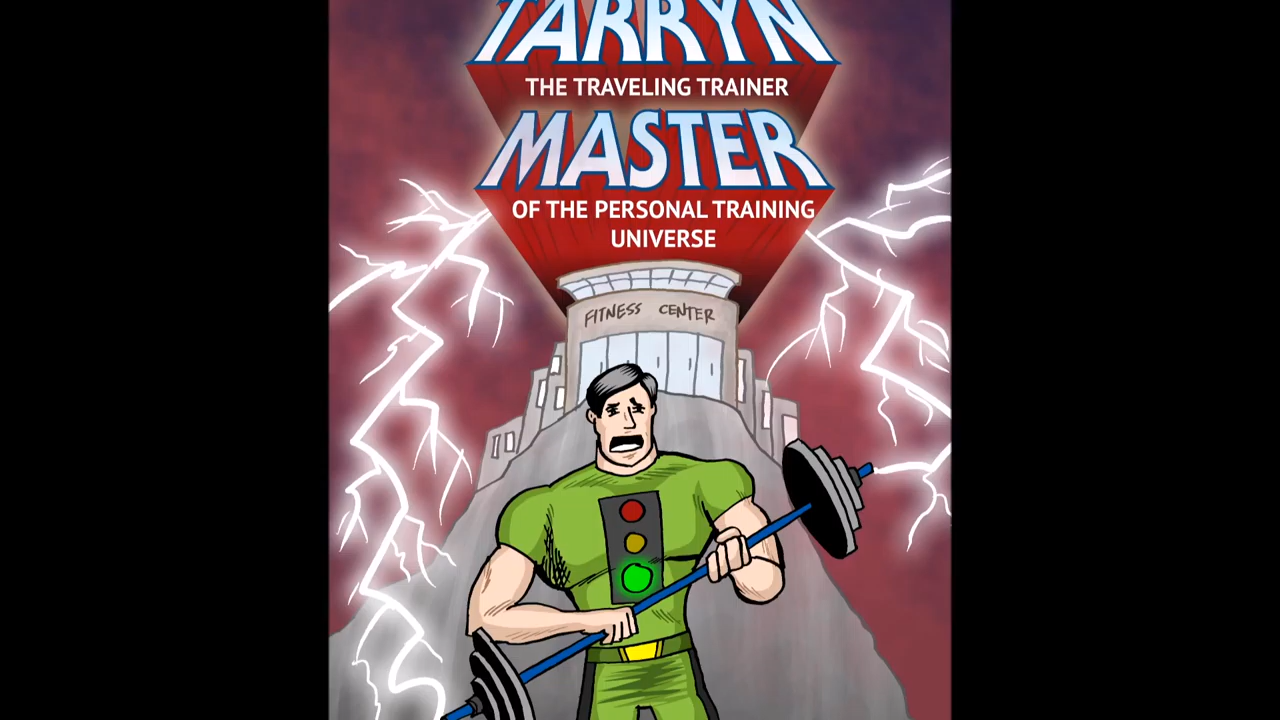 TARRYN
THE TRAVELING TRAINER
MASTER
OF THE PERSONAL TRAINING
UNIVERSE
FITNESS CENTER